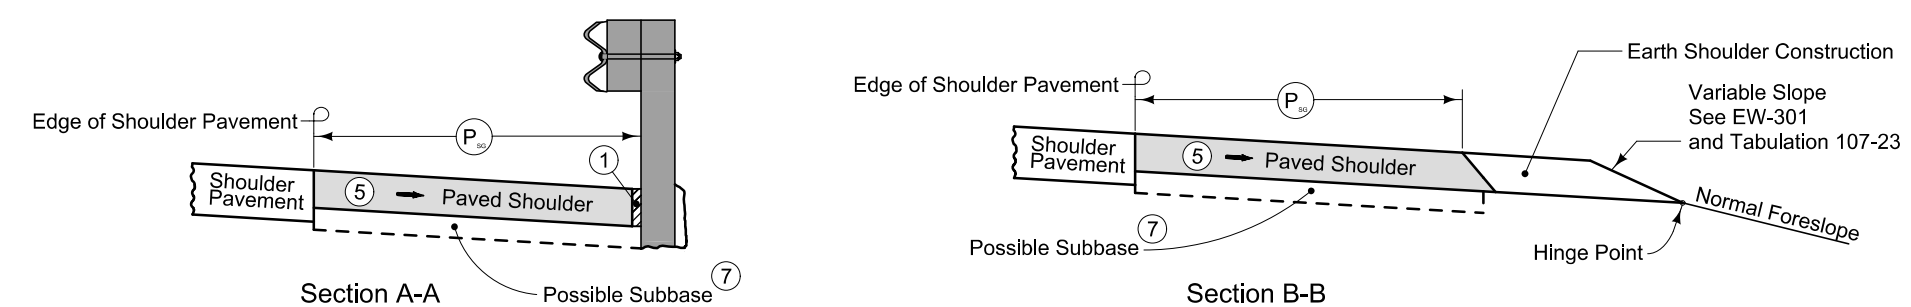 Edge of Shoulder Pavement
P SG
1
Shoulder
Pavement
5
Paved Shoulder
7
Possible Subbase
Section A-A
Earth Shoulder Construction
Edge of Shoulder Pavement
P SG
Variable Slope
See EW-301
and Tabulation 107-23
Shoulder
Pavement
5
Paved Shoulder
Normal Foreslope
7
Possible Subbase
Hinge Point
Section B-B